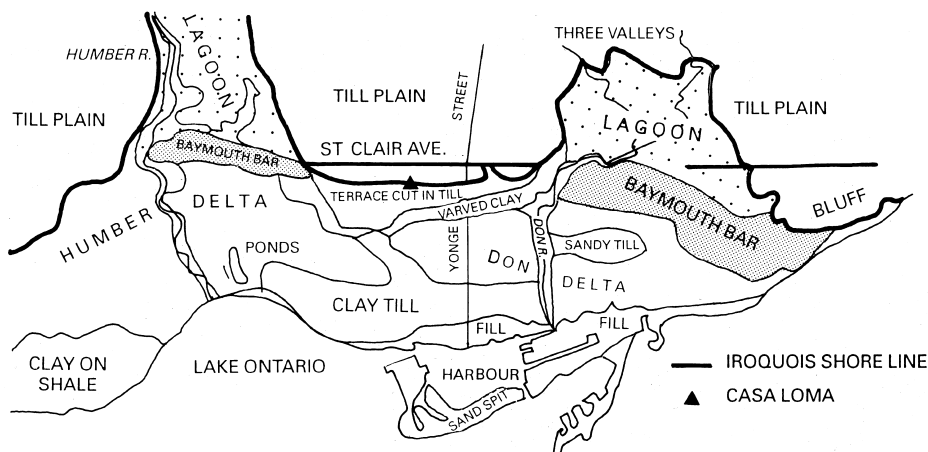 LAGOON
HUMBER R.
THREE VALLEYS
TILL PLAIN
STREET
TILL PLAIN
TILL PLAIN
LAGOON
ST CLAIR AVE.
BAYMOUTH BAR
TERRACE CUT IN TILL
BAYMOUTH BAR
DELTA
VARVED CLAY
BLUFF
HUMBER
DON R.
PONDS
YONGE
DON
SANDY TILL
DELTA
CLAY TILL
FILL
FILL
CLAY ON
SHALE
LAKE ONTARIO
HARBOUR
SAND SPIT
IROQUOIS SHORE LINE
CASA LOMA